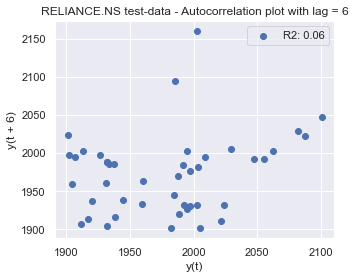 RELIANCE.NS test-data - Autocorrelation plot with lag = 6
R2: 0.06
2150
2100
2050
2000
1950
1900
y(t + 6)
1900
1950
2000
2050
2100
y(t)